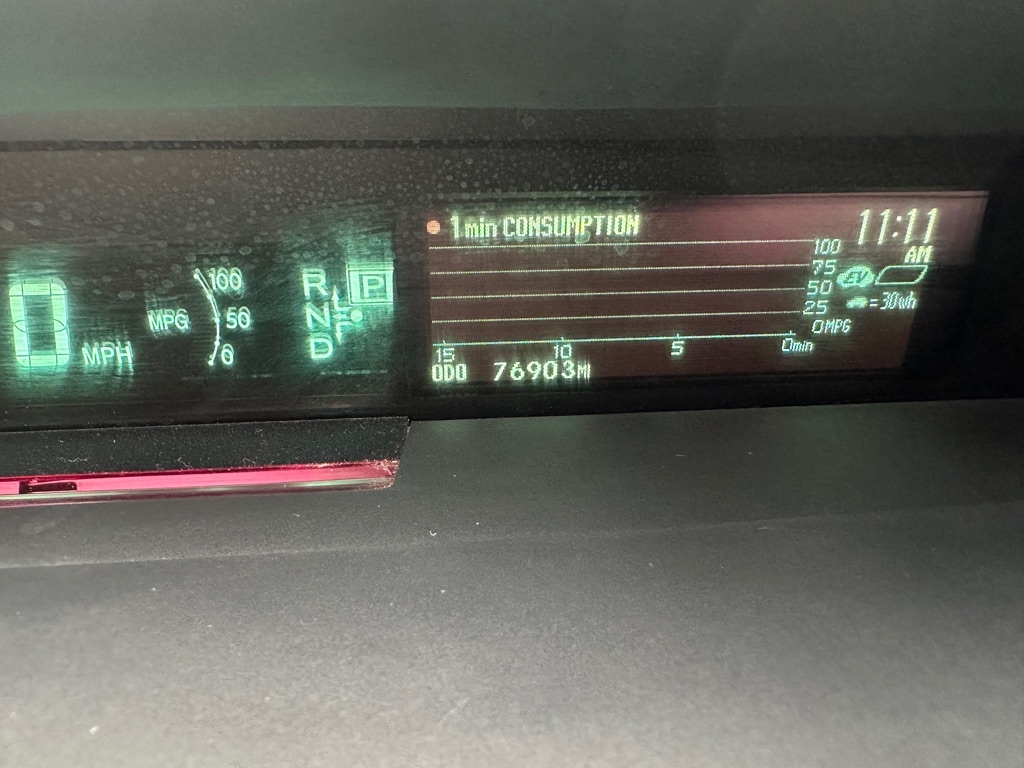 0 MPH
MPG
100
50
0
R P
N
D
1min CONSUMPTION
11:11
AM
100
75
50
25
0MPG
= 30Wh
15 10 5 0min
ODO 76903MI